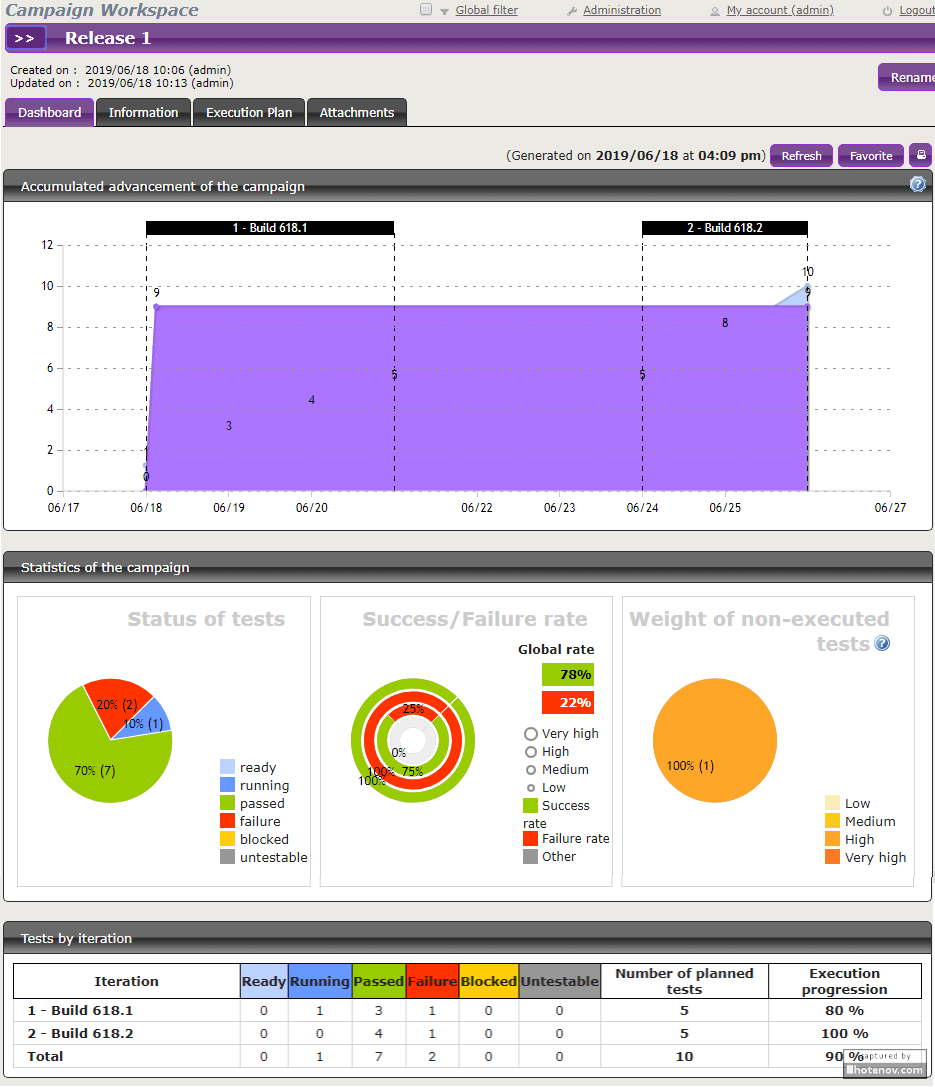 Campaign Workspace
Global filter
Administration
My account (admin)
Logout
>> Release 1
Created on : 2019/06/18 10:06 (admin)
Updated on : 2019/06/18 10:13 (admin)
Rename
Dashboard Information Execution Plan Attachments
(Generated on 2019/06/18 at 04:09 pm) Refresh Favorite
Accumulated advancement of the campaign ?
1 - Build 618.1 2 - Build 618.2
12
10
10
9
9
8
8
6
5 5
4
4
3
2
0
0
06/17 06/18 06/19 06/20 06/22 06/23 06/24 06/25 06/27
Statistics of the campaign
Status of tests
20% (2)
10% (1)
70% (7)
ready
running
passed
failure
blocked
untestable
Success/Failure rate
Global rate
78%
22%
25%
0%
100% 75%
100%
Very high
High
Medium
Low
Success
rate
Failure rate
Other
Weight of non-executed
tests ?
100% (1)
Low
Medium
High
Very high
Tests by iteration
Iteration Ready Running Passed Failure Blocked Untestable Number of planned tests Execution progression
1 - Build 618.1 0 1 3 1 0 0 5 80 %
2 - Build 618.2 0 0 4 1 0 0 5 100 %
Total 0 1 7 2 0 0 10 90 %
captured by
hotenov.com